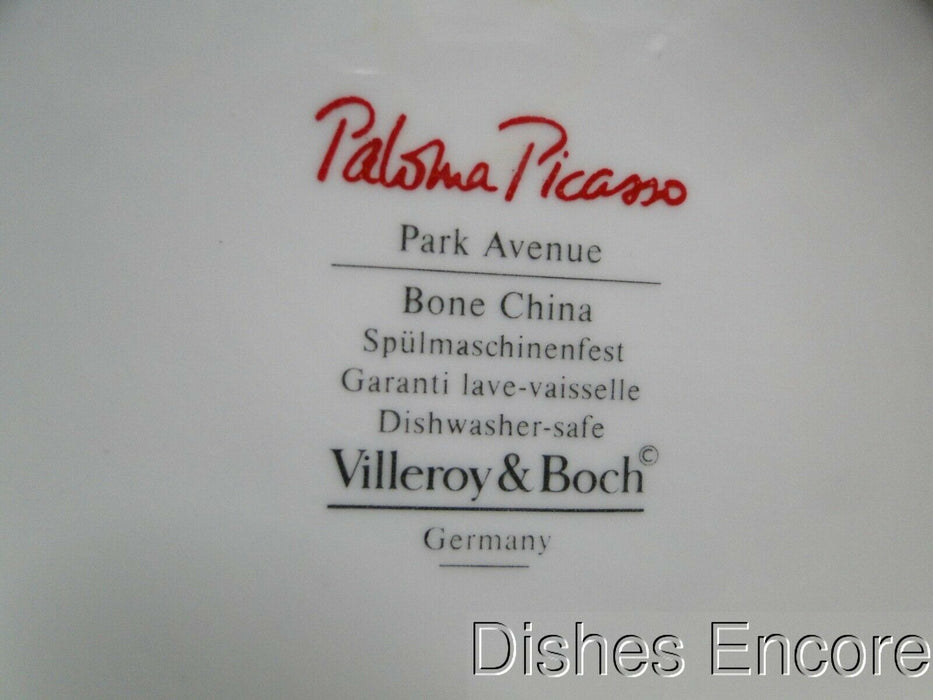 Paloma Picasso
Park Avenue
Bone China
Spülmaschinenfest
Garanti lave-vaisselle
Dishwasher-safe
Villeroy & Boch©
Germany
Dishes Encore